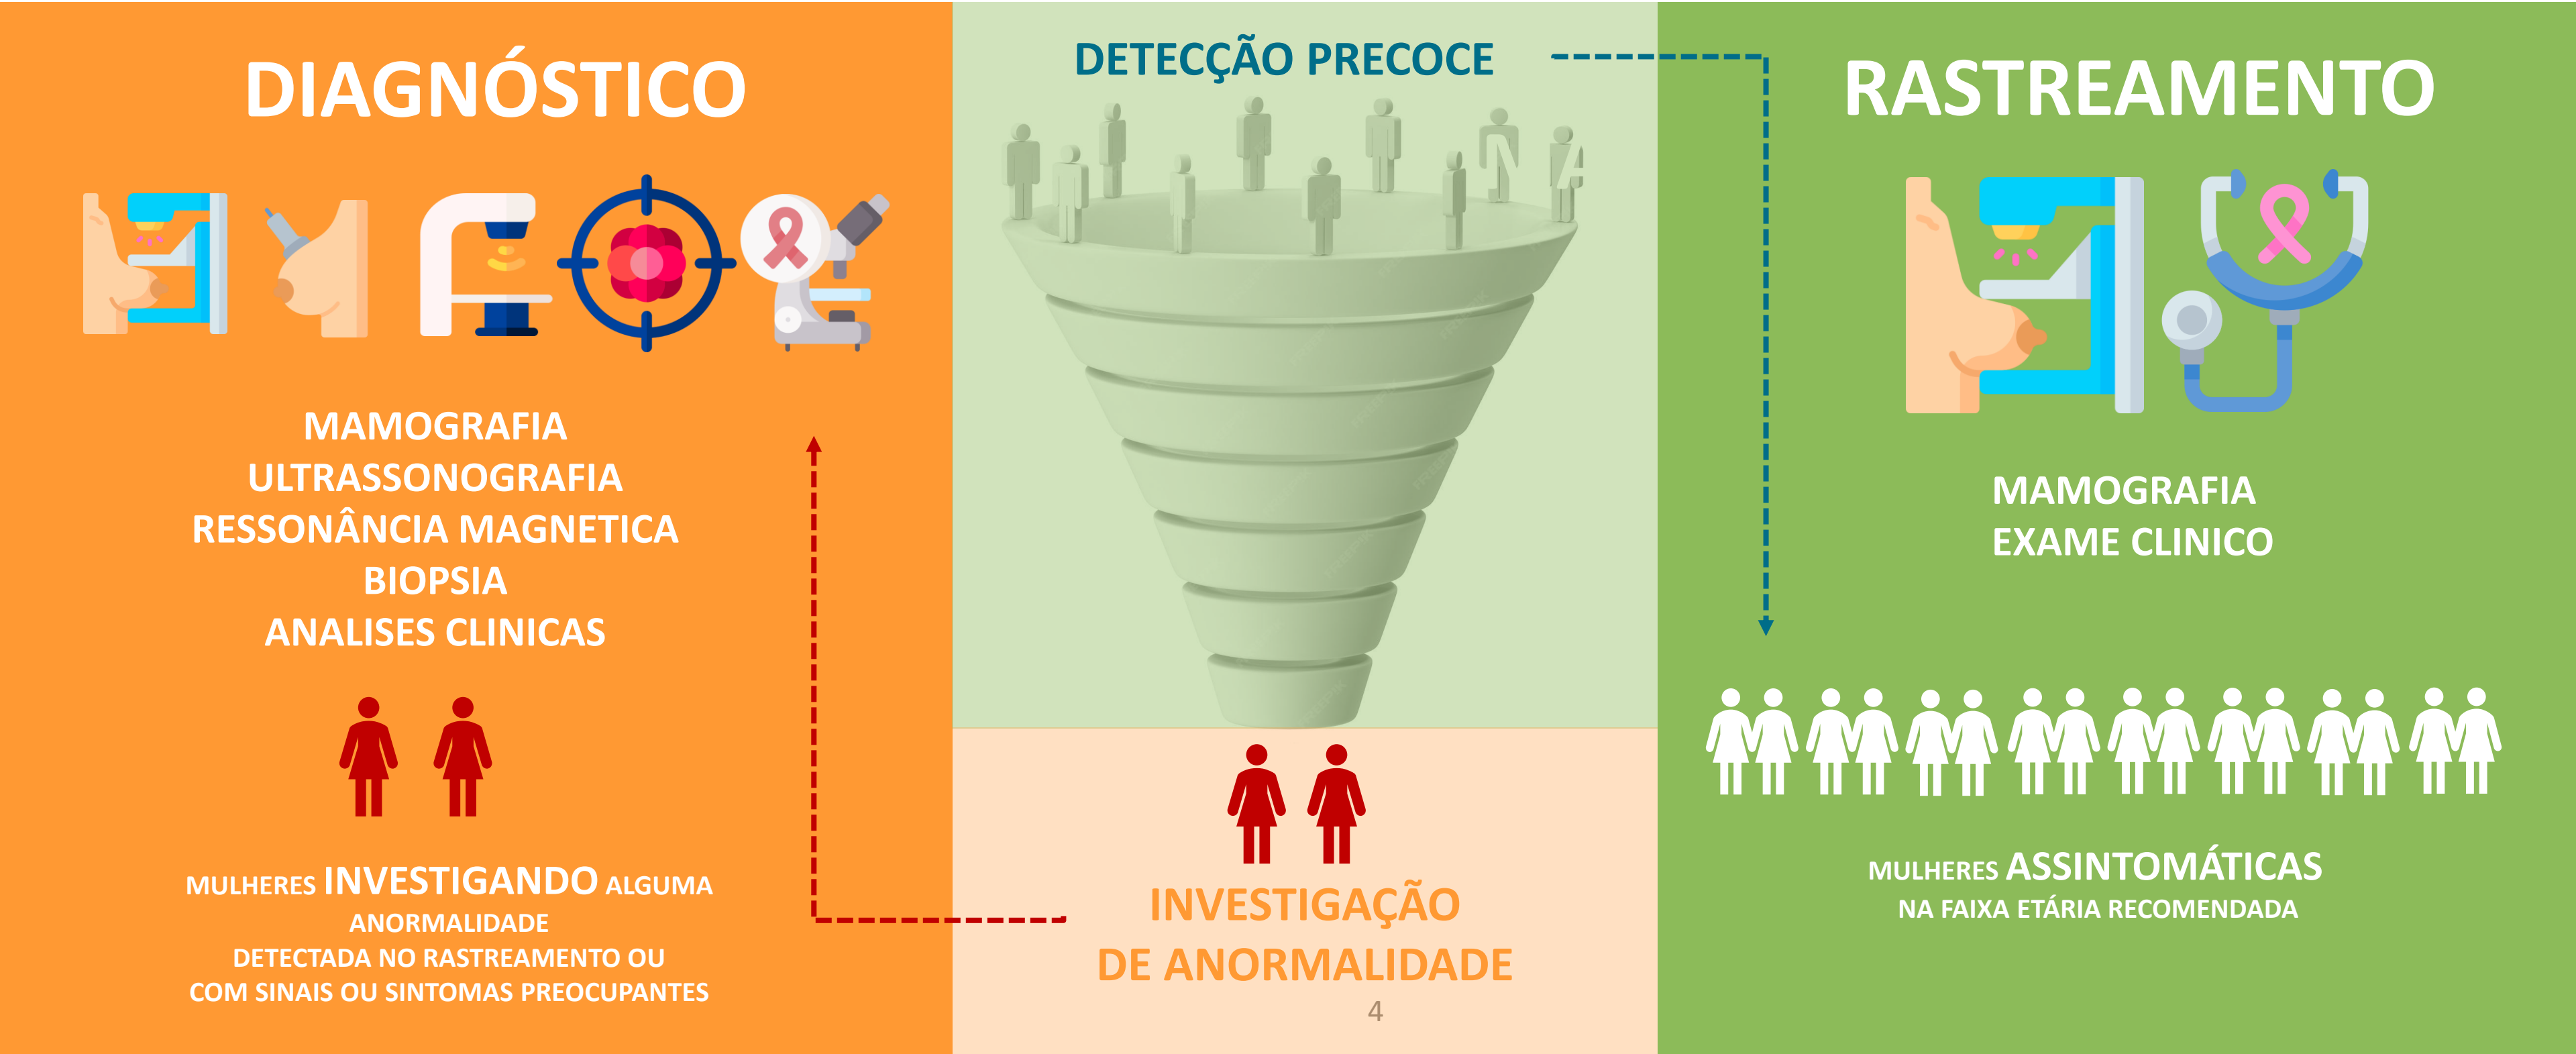 DIAGNÓSTICO
MAMOGRAFIA
ULTRASSONOGRAFIA
RESSONÂNCIA MAGNETICA
BIOPSIA
ANALISES CLINICAS
MULHERES INVESTIGANDO ALGUMA
ANORMALIDADE
DETECTADA NO RASTREAMENTO OU
COM SINAIS OU SINTOMAS PREOCUPANTES
DETECÇÃO PRECOCE
N A
INVESTIGAÇÃO
DE ANORMALIDADE
4
RASTREAMENTO
MAMOGRAFIA
EXAME CLINICO
MULHERES ASSINTOMÁTICAS
NA FAIXA ETÁRIA RECOMENDADA